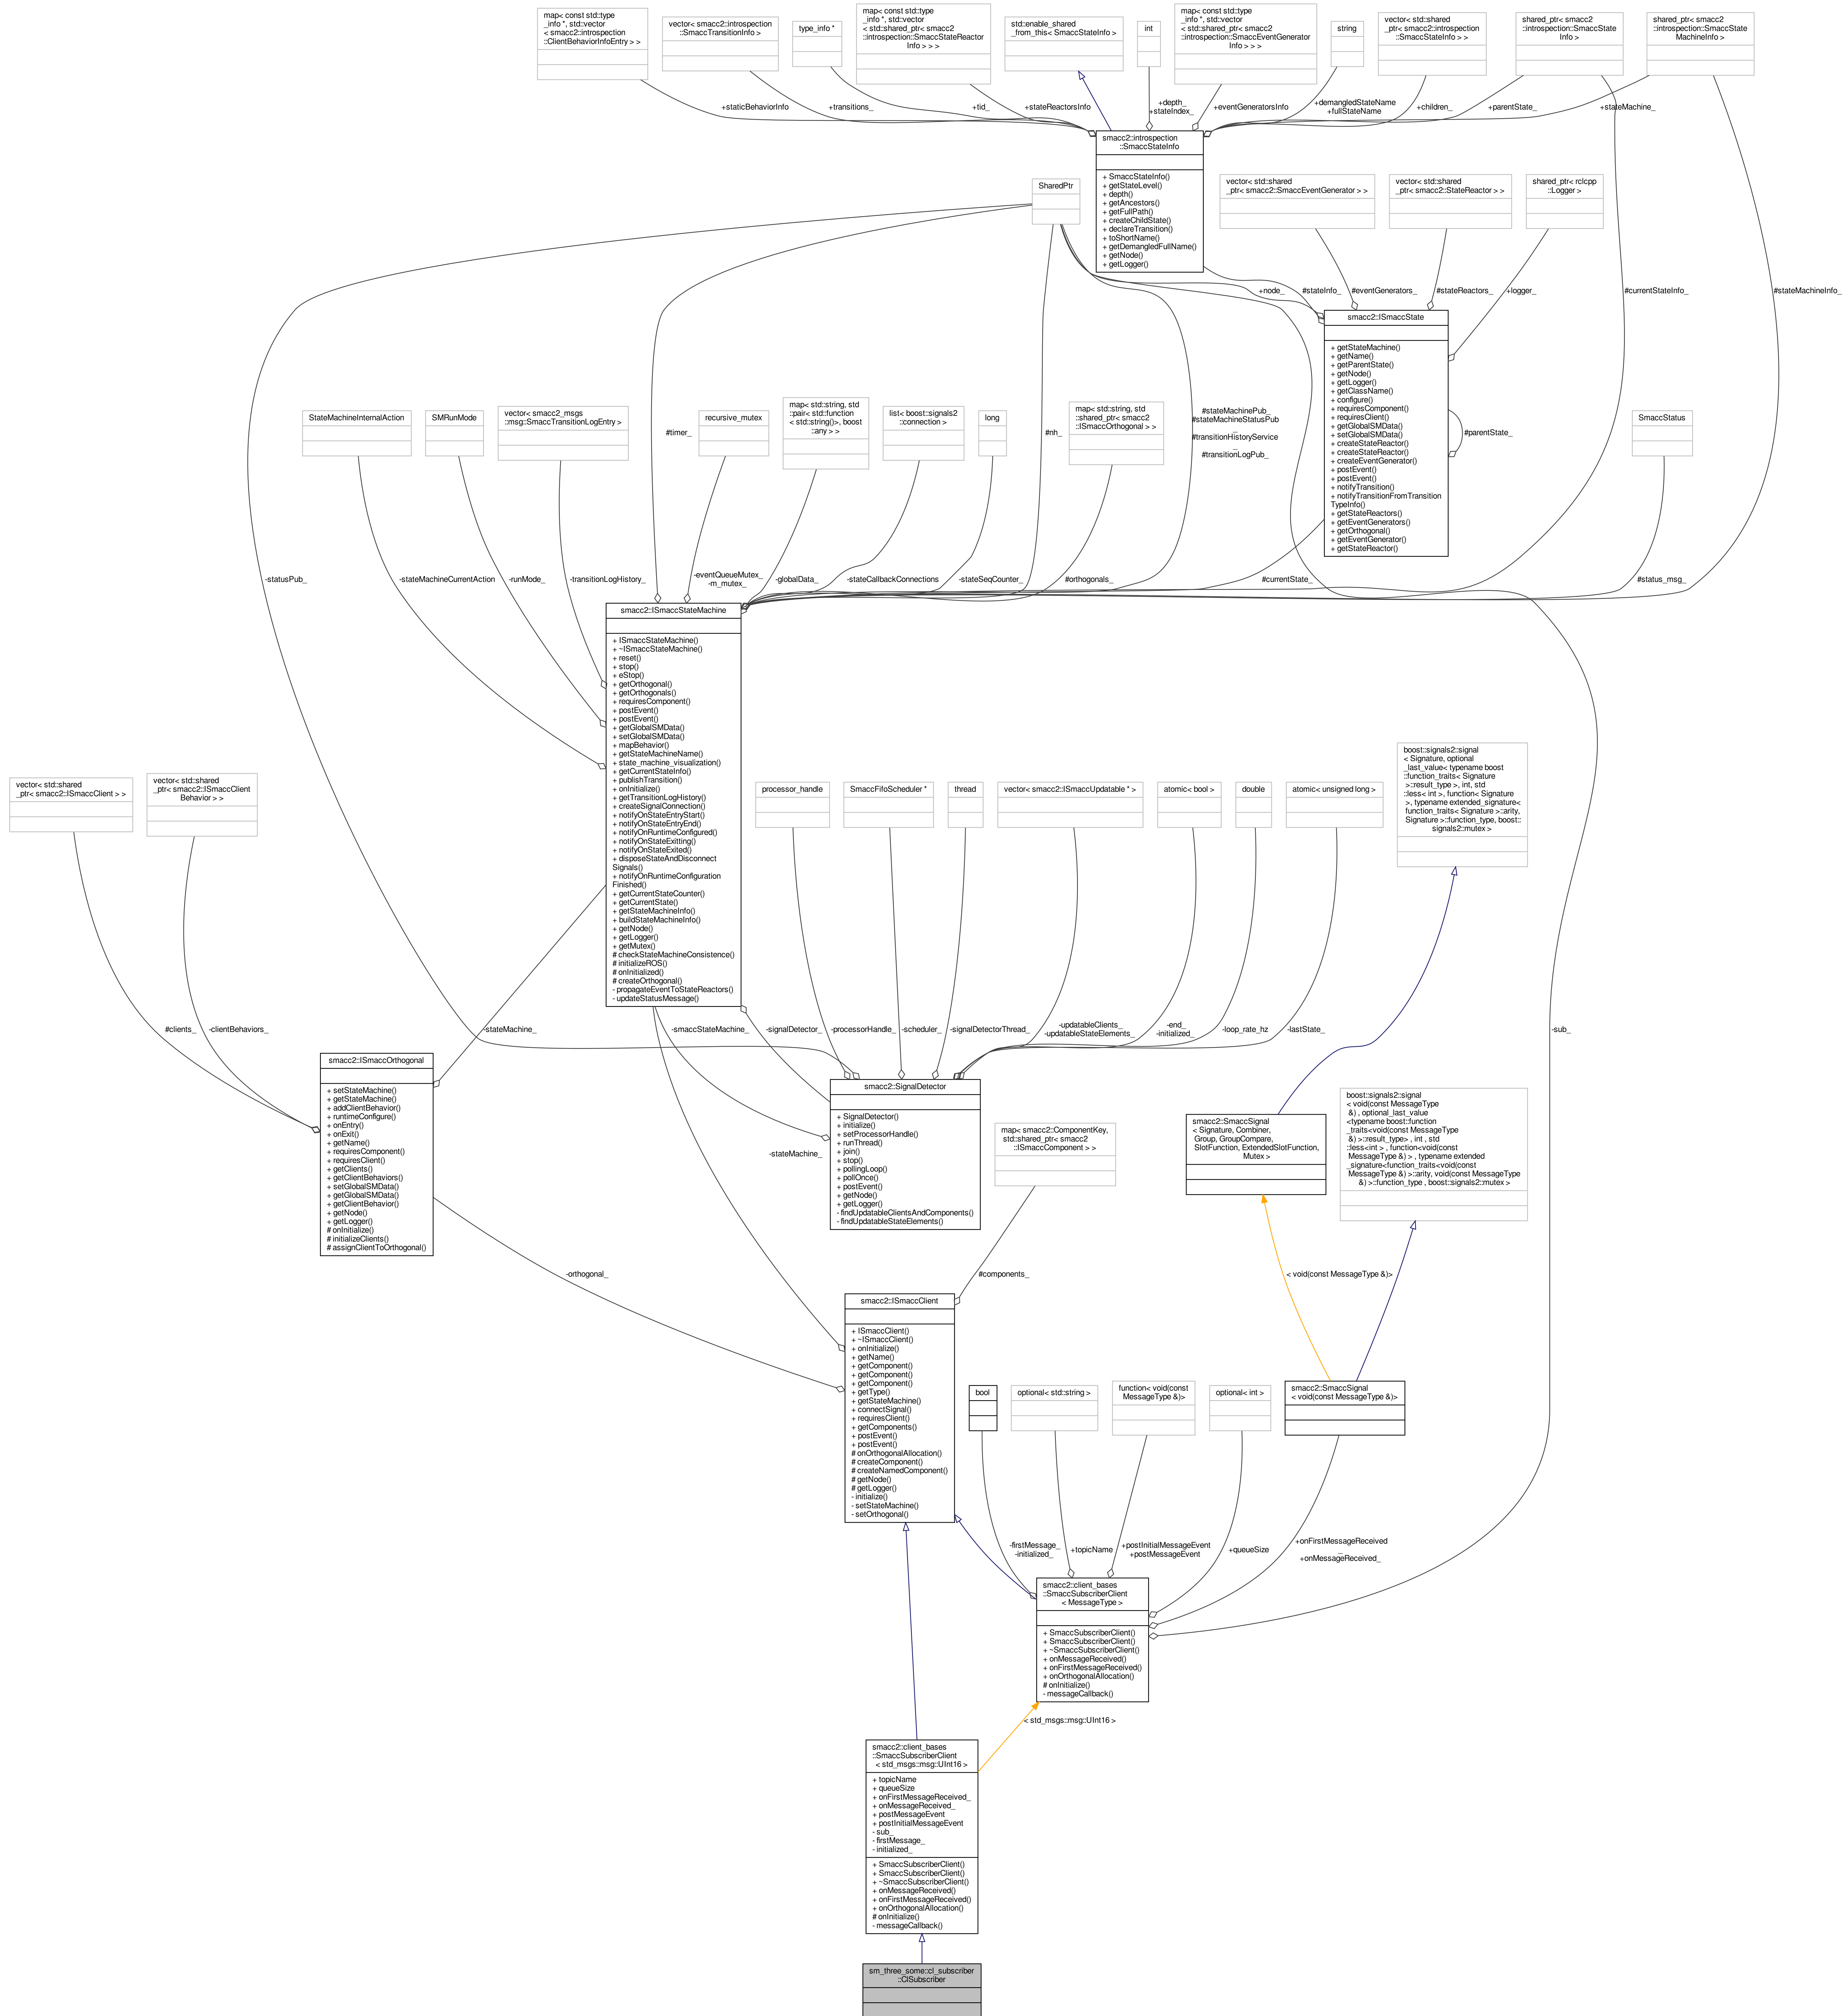 map< const std::type
_info *, std::vector
< smacc2::introspection
::ClientBehaviorInfoEntry > >
vector< smacc2::introspection
::SmaccTransitionInfo >
type_info *
map< const std::type
_info *, std::vector
< std::shared_ptr< smacc2
::introspection::SmaccStateReactor
Info > > >
std::enable_shared
_from_this< SmaccStateInfo >
int
map< const std::type
_info *, std::vector
< std::shared_ptr< smacc2
::introspection::SmaccEventGenerator
Info > > >
string
vector< std::shared
_ptr< smacc2::introspection
::SmaccStateInfo > >
shared_ptr< smacc2
::introspection::SmaccState
Info >
shared_ptr< smacc2
::introspection::SmaccState
MachineInfo >
+staticBehaviorInfo
+transitions_
+tid_
+stateReactorsInfo
+depth_
+stateIndex_
+eventGeneratorsInfo
+demangledStateName
+fullStateName
+children_
+parentState_
+stateMachine_
smacc2::introspection
::SmaccStateInfo
+ SmaccStateInfo()
+ getStateLevel()
+ depth()
+ getAncestors()
+ getFullPath()
+ createChildState()
+ declareTransition()
+ toShortName()
+ getDemangledFullName()
+ getNode()
+ getLogger()
SharedPtr
vector< std::shared
_ptr< smacc2::SmaccEventGenerator > >
vector< std::shared
_ptr< smacc2::StateReactor > >
shared_ptr< rclcpp
::Logger >
+node_
#stateInfo_
#eventGenerators_
#stateReactors_
+logger_
#currentStateInfo_
#stateMachineInfo_
smacc2::ISmaccState
+ getStateMachine()
+ getName()
+ getParentState()
+ getNode()
+ getLogger()
+ getClassName()
+ configure()
+ requiresComponent()
+ requiresClient()
+ getGlobalSMData()
+ setGlobalSMData()
+ createStateReactor()
+ createStateReactor()
+ createEventGenerator()
+ postEvent()
+ postEvent()
+ notifyTransition()
+ notifyTransitionFromTransition
TypeInfo()
+ getStateReactors()
+ getEventGenerators()
+ getOrthogonal()
+ getEventGenerator()
+ getStateReactor()
#parentState_
StateMachineInternalAction
SMRunMode
vector< smacc2_msgs
::msg::SmaccTransitionLogEntry >
#timer_
recursive_mutex
map< std::string, std
::pair< std::function
< std::string()>, boost
::any > >
list< boost::signals2
::connection >
long
#nh_
map< std::string, std
::shared_ptr< smacc2
::ISmaccOrthogonal > >
#stateMachinePub_
#stateMachineStatusPub
_
#transitionHistoryService
_
#transitionLogPub_
SmaccStatus
-statusPub_
-stateMachineCurrentAction
-runMode_
-transitionLogHistory_
-eventQueueMutex_
-m_mutex_
-globalData_
-stateCallbackConnections
-stateSeqCounter_
#orthogonals_
#currentState_
#status_msg_
smacc2::ISmaccStateMachine
+ ISmaccStateMachine()
+ ~ISmaccStateMachine()
+ reset()
+ stop()
+ eStop()
+ getOrthogonal()
+ getOrthogonals()
+ requiresComponent()
+ postEvent()
+ postEvent()
+ getGlobalSMData()
+ setGlobalSMData()
+ mapBehavior()
+ getStateMachineName()
+ state_machine_visualization()
+ getCurrentStateInfo()
+ publishTransition()
+ onInitialize()
+ getTransitionLogHistory()
+ createSignalConnection()
+ notifyOnStateEntryStart()
+ notifyOnStateEntryEnd()
+ notifyOnRuntimeConfigured()
+ notifyOnStateExitting()
+ notifyOnStateExited()
+ disposeStateAndDisconnect
Signals()
+ notifyOnRuntimeConfiguration
Finished()
+ getCurrentStateCounter()
+ getCurrentState()
+ getStateMachineInfo()
+ buildStateMachineInfo()
+ getNode()
+ getLogger()
+ getMutex()
# checkStateMachineConsistence()
# initializeROS()
# onInitialized()
# createOrthogonal()
- propagateEventToStateReactors()
- updateStatusMessage()
vector< std::shared
_ptr< smacc2::ISmaccClient > >
vector< std::shared
_ptr< smacc2::ISmaccClient
Behavior > >
processor_handle
SmaccFifoScheduler *
thread
vector< smacc2::ISmaccUpdatable * >
atomic< bool >
double
atomic< unsigned long >
boost::signals2::signal
< Signature, optional
_last_value< typename boost
::function_traits< Signature
>::result_type >, int, std
::less< int >, function< Signature
>, typename extended_signature<
function_traits< Signature >::arity,
Signature >::function_type, boost::
signals2::mutex >
#clients_
-clientBehaviors_
-stateMachine_
-smaccStateMachine_
-signalDetector_
-processorHandle_
-scheduler_
-signalDetectorThread_
-updatableClients_
-updatableStateElements_
-end_
-initialized_
-loop_rate_hz
-lastState_
-sub_
smacc2::ISmaccOrthogonal
+ setStateMachine()
+ getStateMachine()
+ addClientBehavior()
+ runtimeConfigure()
+ onEntry()
+ onExit()
+ getName()
+ requiresComponent()
+ requiresClient()
+ getClients()
+ getClientBehaviors()
+ setGlobalSMData()
+ getGlobalSMData()
+ getClientBehavior()
+ getNode()
+ getLogger()
# onInitialize()
# initializeClients()
# assignClientToOrthogonal()
smacc2::SignalDetector
+ SignalDetector()
+ initialize()
+ setProcessorHandle()
+ runThread()
+ join()
+ stop()
+ pollingLoop()
+ pollOnce()
+ postEvent()
+ getNode()
+ getLogger()
- findUpdatableClientsAndComponents()
- findUpdatableStateElements()
-stateMachine_
map< smacc2::ComponentKey,
std::shared_ptr< smacc2
::ISmaccComponent > >
smacc2::SmaccSignal
< Signature, Combiner,
Group, GroupCompare,
SlotFunction, ExtendedSlotFunction,
Mutex >
boost::signals2::signal
< void(const MessageType
&) , optional_last_value
<typename boost::function
_traits<void(const MessageType
&) >::result_type> , int , std
::less<int > , function<void(const
MessageType &) > , typename extended
_signature<function_traits<void(const
MessageType &) >::arity, void(const MessageType
&) >::function_type , boost::signals2::mutex >
-orthogonal_
#components_
< void(const MessageType &)>
smacc2::ISmaccClient
+ ISmaccClient()
+ ~ISmaccClient()
+ onInitialize()
+ getName()
+ getComponent()
+ getComponent()
+ getComponent()
+ getType()
+ getStateMachine()
+ connectSignal()
+ requiresClient()
+ getComponents()
+ postEvent()
+ postEvent()
# onOrthogonalAllocation()
# createComponent()
# createNamedComponent()
# getNode()
# getLogger()
- initialize()
- setStateMachine()
- setOrthogonal()
bool
optional< std::string >
function< void(const
MessageType &)>
optional< int >
smacc2::SmaccSignal
< void(const MessageType &)>
-firstMessage_
-initialized_
+topicName
+postInitialMessageEvent
+postMessageEvent
+queueSize
+onFirstMessageReceived
_
+onMessageReceived_
smacc2::client_bases
::SmaccSubscriberClient
< MessageType >
+ SmaccSubscriberClient()
+ SmaccSubscriberClient()
+ ~SmaccSubscriberClient()
+ onMessageReceived()
+ onFirstMessageReceived()
+ onOrthogonalAllocation()
# onInitialize()
- messageCallback()
< std_msgs::msg::UInt16 >
smacc2::client_bases
::SmaccSubscriberClient
< std_msgs::msg::UInt16 >
+ topicName
+ queueSize
+ onFirstMessageReceived_
+ onMessageReceived_
+ postMessageEvent
+ postInitialMessageEvent
- sub_
- firstMessage_
- initialized_
+ SmaccSubscriberClient()
+ SmaccSubscriberClient()
+ ~SmaccSubscriberClient()
+ onMessageReceived()
+ onFirstMessageReceived()
+ onOrthogonalAllocation()
# onInitialize()
- messageCallback()
sm_three_some::cl_subscriber
::ClSubscriber